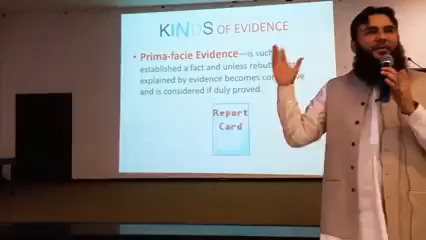 KINDS OF EVIDENCE
• Prima-facie Evidence—is such
established a fact and unless
explained by evidence becomes
and is considered if duly proved.
Report
Card